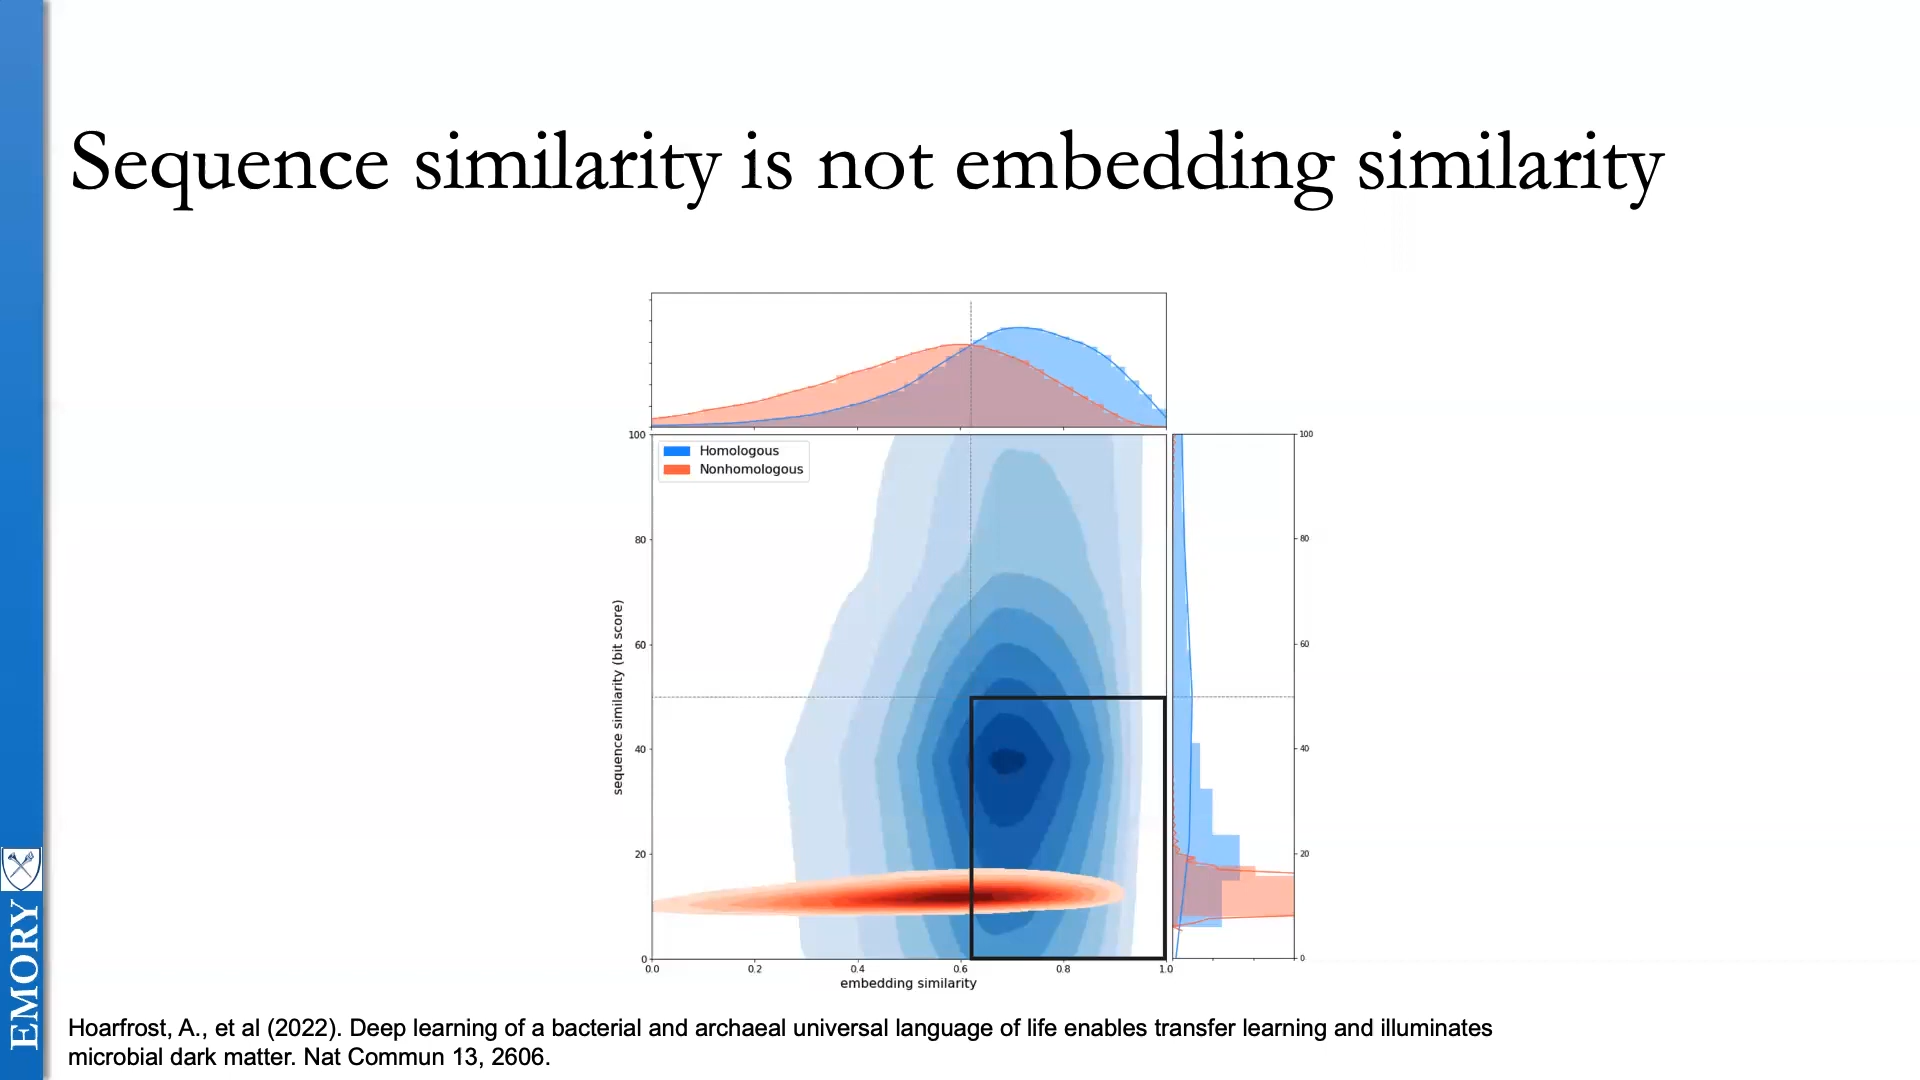 Sequence similarity is not embedding similarity
100
80
60
40
20
0
sequence similarity (bit score)
Homologous
Nonhomologous
100
80
60
40
20
0
0.0 0.2 0.4 0.6 0.8 1.0
embedding similarity
EMORY
Hoarfrost, A., et al (2022). Deep learning of a bacterial and archaeal universal language of life enables transfer learning and illuminates
microbial dark matter. Nat Commun 13, 2606.